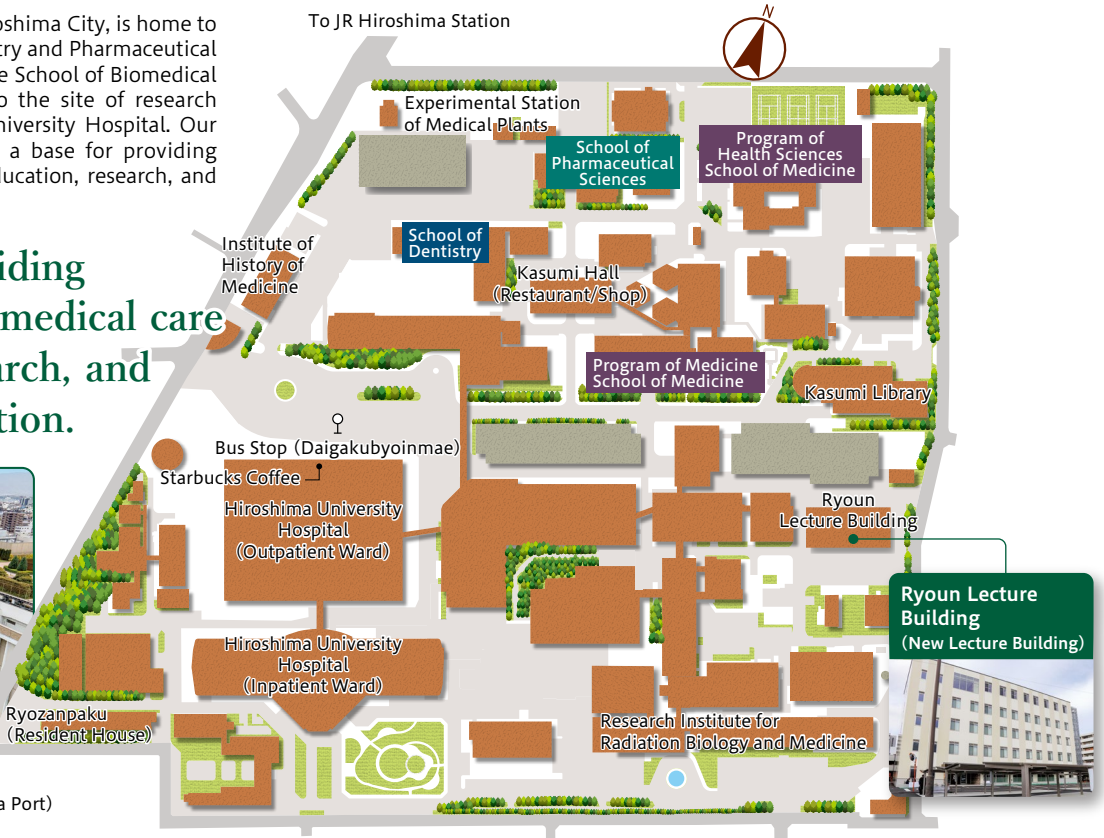 oshima City, is home to
try and Pharmaceutical
e School of Biomedical
o the site of research
niversity Hospital. Our
a base for providing
ducation, research, and
iding
medical care
arch, and
tion.
To JR Hiroshima Station
N
Experimental Station
of Medical Plants
School of
Pharmaceutical
Sciences
Program of
Health Sciences
School of Medicine
Institute of
History of
Medicine
School of
Dentistry
Kasumi Hall
(Restaurant/Shop)
Program of Medicine
School of Medicine
Kasumi Library
Bus Stop (Daigakubyoinmae)
Starbucks Coffee
Hiroshima University
Hospital
(Outpatient Ward)
Ryoun
Lecture Building
Ryoun Lecture
Building
(New Lecture Building)
Hiroshima University
Hospital
(Inpatient Ward)
Ryozanpaku
(Resident House)
Research Institute for
Radiation Biology and Medicine
a Port)